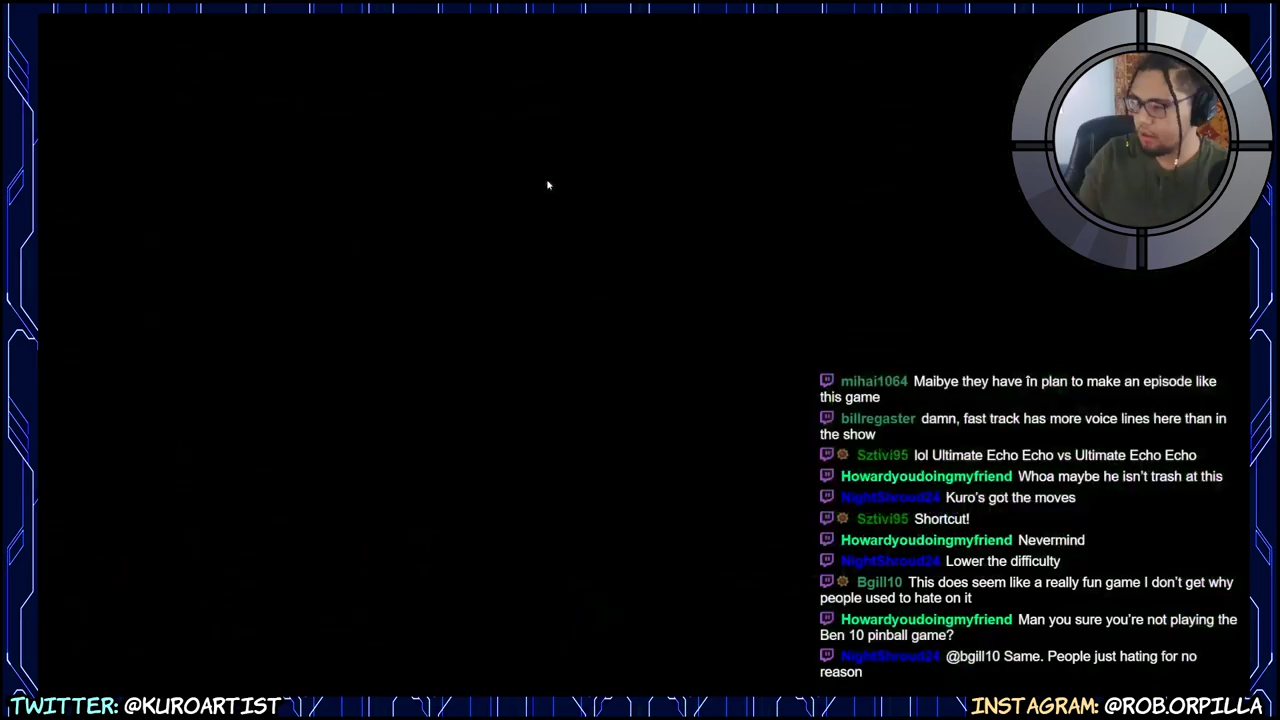 mihai1064 Maibye they have în plan to make an episode like
this game
billregaster damn, fast track has more voice lines here than in
the show
Sztivi95 lol Ultimate Echo Echo vs Ultimate Echo Echo
Howardyoudoingmyfriend Whoa maybe he isn't trash at this
NightShroud24 Kuro's got the moves
Sztivi95 Shortcut!
Howardyoudoingmyfriend Nevermind
NightShroud24 Lower the difficulty
Bgill10 This does seem like a really fun game I don't get why
people used to hate on it
Howardyoudoingmyfriend Man you sure you're not playing the
Ben 10 pinball game?
NightShroud24 @bgill10 Same. People just hating for no
reason
TWITTER: @KUROARTIST
INSTAGRAM: @ROB.ORPILLA